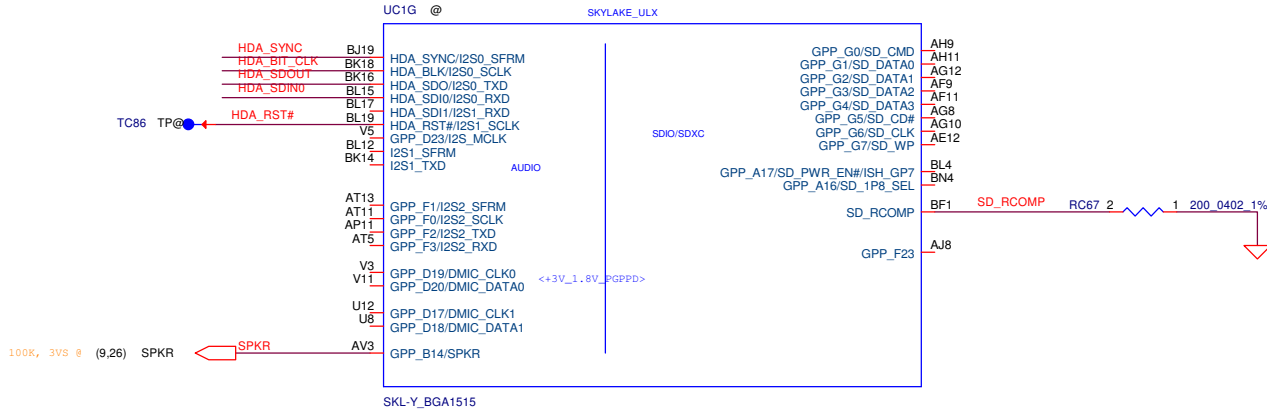 UC1G @
SKYLAKE_ULX
HDA_SYNC BJ19 HDA_SYNC/I2S0_SFRM
HDA_BIT_CLK BK18 HDA_BLK/I2S0_SCLK
HDA_SDOUT BK16 HDA_SDO/I2S0_TXD
HDA_SDIN0 BL15 HDA_SDI0/I2S0_RXD
BL17 HDA_SDI1/I2S1_RXD
TC86 TP@ HDA_RST# BL19 HDA_RST#/I2S1_SCLK
V5 GPP_D23/I2S_MCLK
BL12 I2S1_SFRM
BK14 I2S1_TXD
AUDIO
AT13 GPP_F1/I2S2_SFRM
AT11 GPP_F0/I2S2_SCLK
AP11 GPP_F2/I2S2_TXD
AT5 GPP_F3/I2S2_RXD
V3 GPP_D19/DMIC_CLK0
V11 GPP_D20/DMIC_DATA0
<+3V_1.8V_PGPPD>
U12 GPP_D17/DMIC_CLK1
U8 GPP_D18/DMIC_DATA1
100K, 3VS @ (9,26) SPKR SPKR AV3 GPP_B14/SPKR
GPP_G0/SD_CMD AH9
GPP_G1/SD_DATA0 AH11
GPP_G2/SD_DATA1 AG12
GPP_G3/SD_DATA2 AF9
GPP_G4/SD_DATA3 AF11
GPP_G5/SD_CD# AG8
GPP_G6/SD_CLK AG10
GPP_G7/SD_WP AE12
SDIO/SDXC
GPP_A17/SD_PWR_EN#/ISH_GP7 BL4
GPP_A16/SD_1P8_SEL BN4
SD_RCOMP BF1 SD_RCOMP RC67 2 1 200_0402_1%
GPP_F23 AJ8
SKL-Y_BGA1515